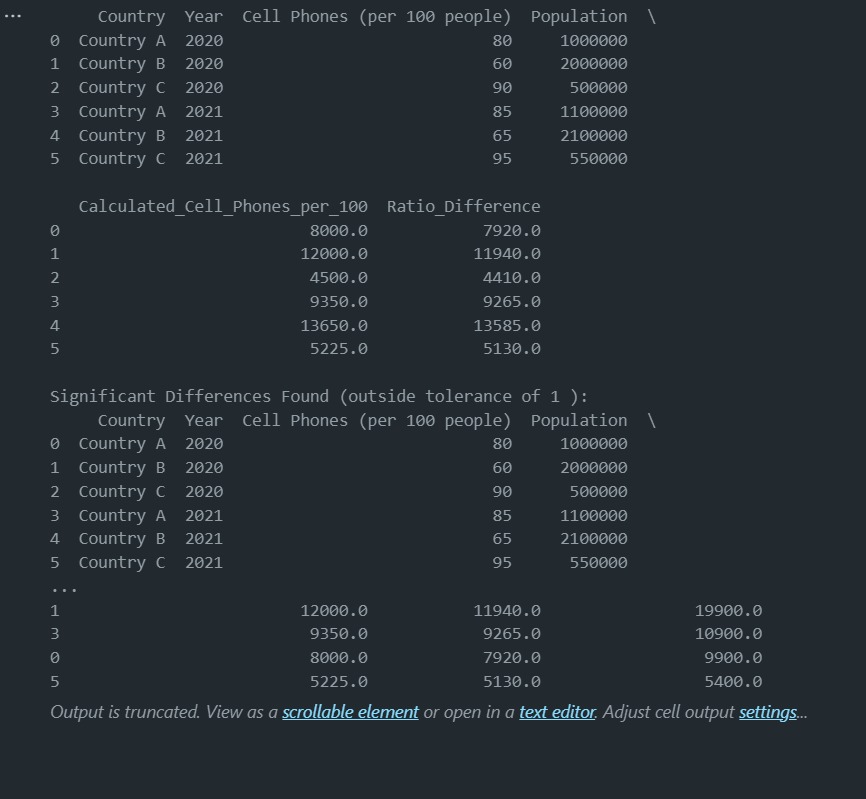 ...      Country  Year  Cell Phones (per 100 people)  Population  \
0  Country A  2020                            80     1000000
1  Country B  2020                            60     2000000
2  Country C  2020                            90      500000
3  Country A  2021                            85     1100000
4  Country B  2021                            65     2100000
5  Country C  2021                            95      550000
   Calculated_Cell_Phones_per_100  Ratio_Difference
0                          8000.0            7920.0
1                         12000.0           11940.0
2                          4500.0            4410.0
3                          9350.0            9265.0
4                         13650.0           13585.0
5                          5225.0            5130.0
Significant Differences Found (outside tolerance of 1 ):
     Country  Year  Cell Phones (per 100 people)  Population  \
0  Country A  2020                            80     1000000
1  Country B  2020                            60     2000000
2  Country C  2020                            90      500000
3  Country A  2021                            85     1100000
4  Country B  2021                            65     2100000
5  Country C  2021                            95      550000
...
1                         12000.0           11940.0                19900.0
3                          9350.0            9265.0                10900.0
0                          8000.0            7920.0                 9900.0
5                          5225.0            5130.0                 5400.0
Output is truncated. View as a scrollable element or open in a text editor. Adjust cell output settings...